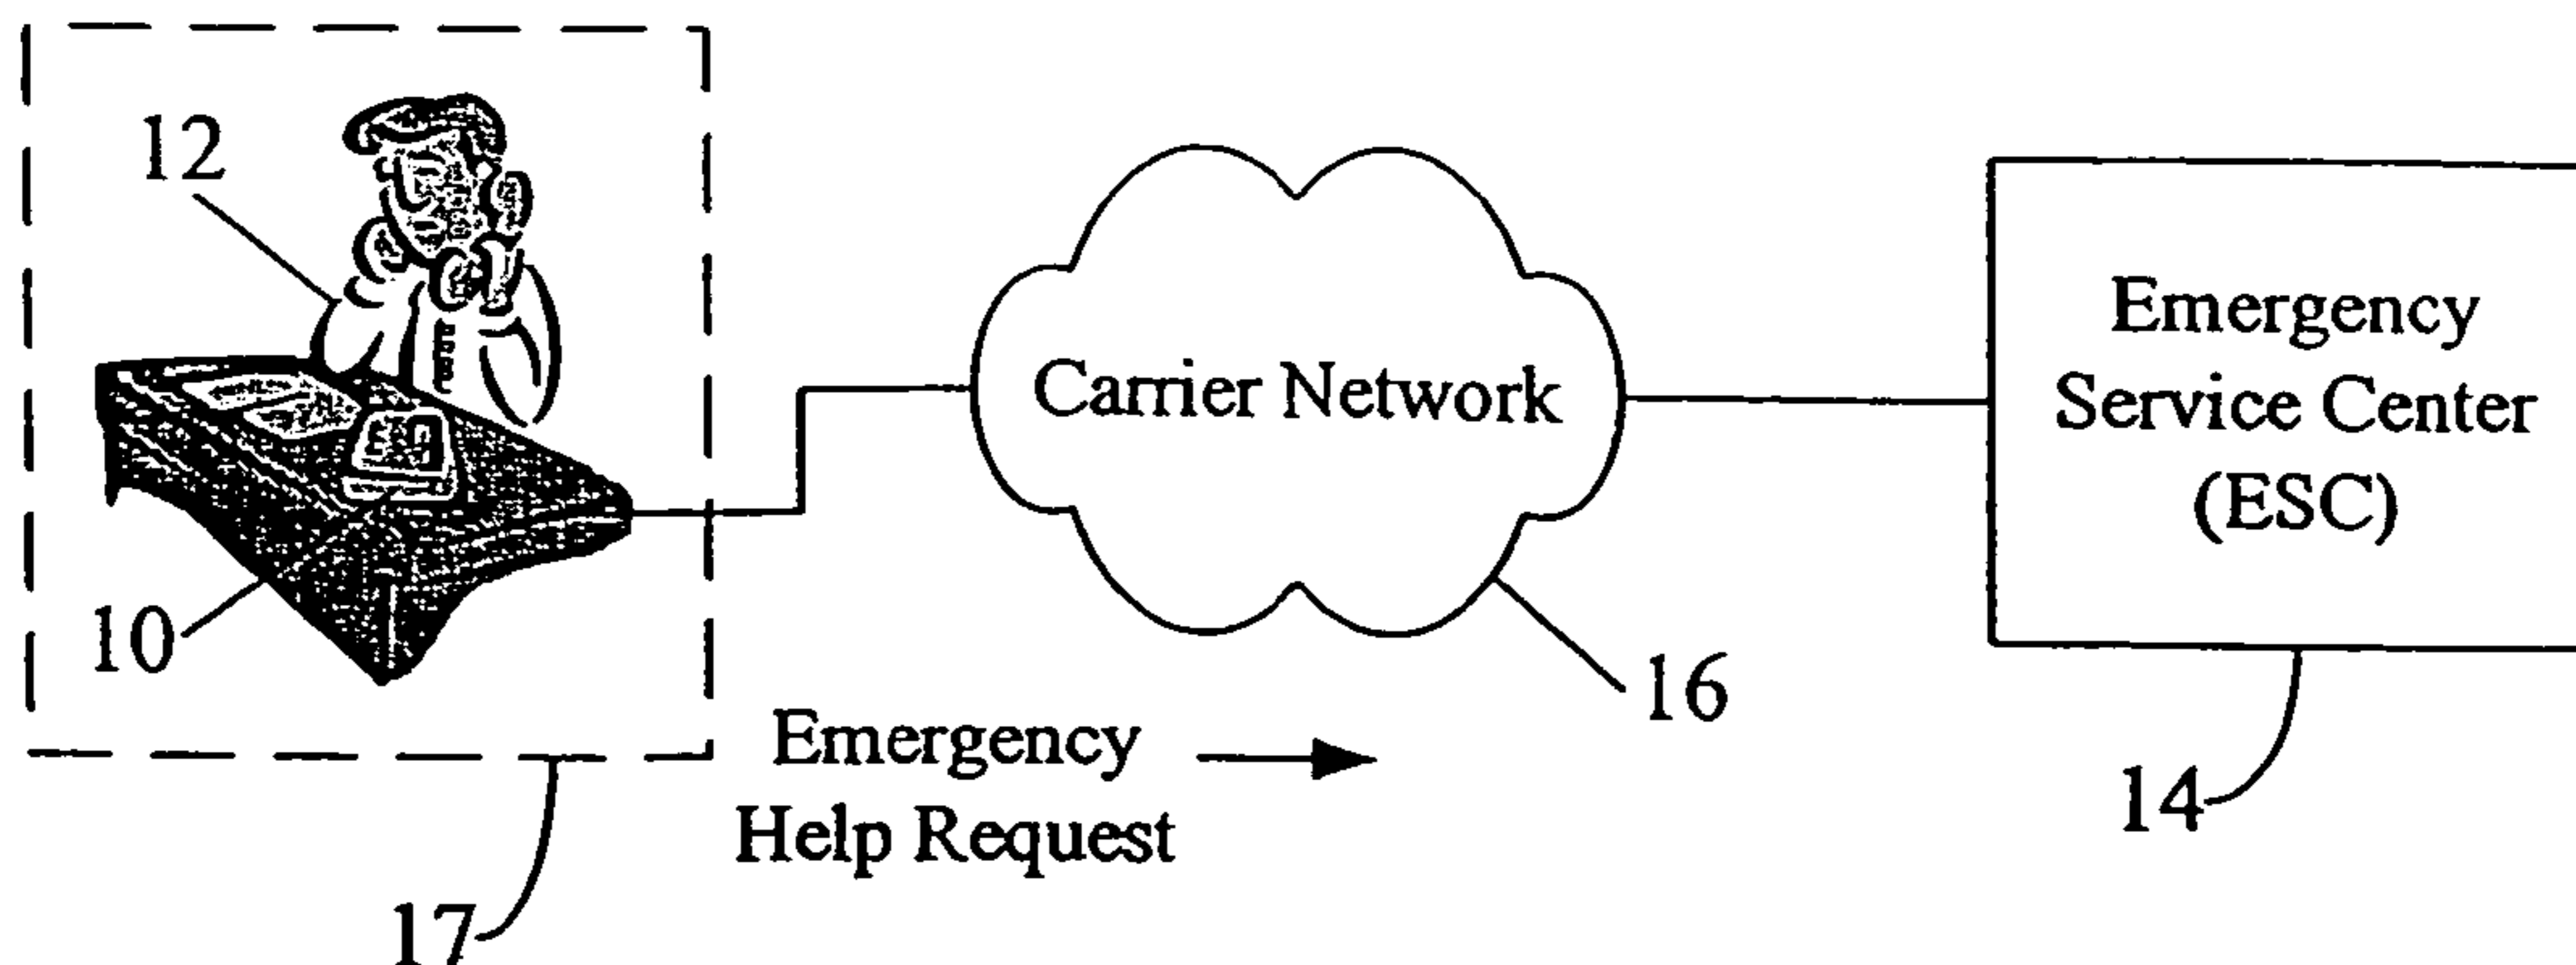 12
10
17
Carrier Network
16
Emergency
Help Request
Emergency
Service Center
(ESC)
14